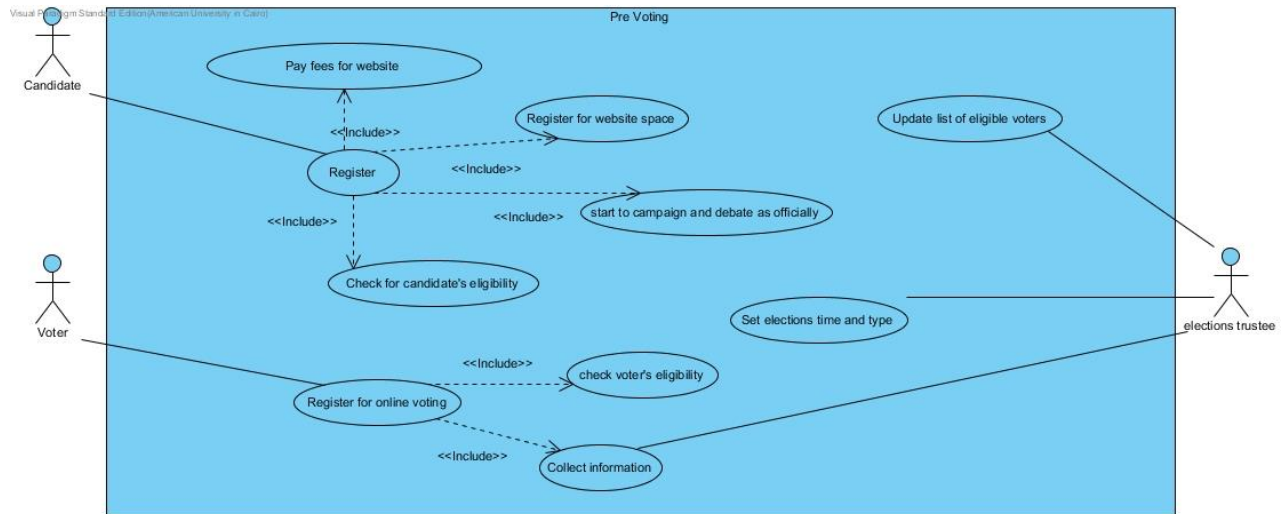 Visual Paradigm Standard Edition(American University in Cairo)
Pre Voting
Candidate
Pay fees for website
<<Include>>
Register for website space
Update list of eligible voters
Register
<<Include>>
<<Include>>
<<Include>>
start to campaign and debate as officially
Check for candidate's eligibility
Voter
Set elections time and type
elections trustee
<<Include>>
check voter's eligibility
Register for online voting
<<Include>>
Collect information